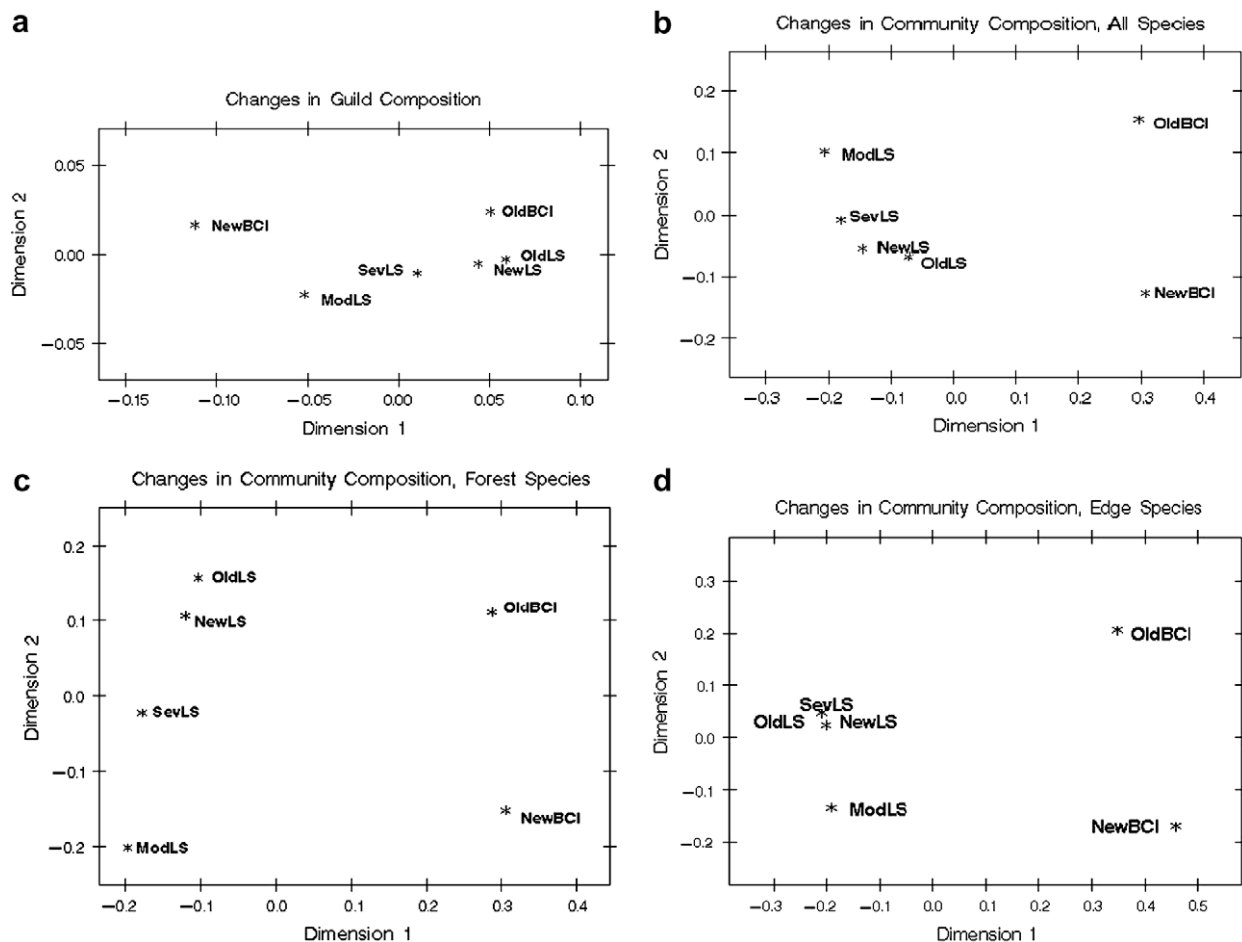 a
Changes in Guild Composition
Dimension 2
0.05
0.00
−0.05
NewBCI
OldBCI
OldLS
SevLS
NewLS
ModLS
−0.15 −0.10 −0.05 0.00 0.05 0.10
Dimension 1
b
Changes in Community Composition, All Species
Dimension 2
0.2
0.1
0.0
−0.1
−0.2
OldBCI
ModLS
SevLS
NewLS
OldLS
NewBCI
−0.3 −0.2 −0.1 0.0 0.1 0.2 0.3 0.4
Dimension 1
c
Changes in Community Composition, Forest Species
Dimension 2
0.2
0.1
0.0
−0.1
−0.2
OldLS
OldBCI
NewLS
SevLS
NewBCI
ModLS
−0.2 −0.1 0.0 0.1 0.2 0.3 0.4
Dimension 1
d
Changes in Community Composition, Edge Species
Dimension 2
0.3
0.2
0.1
0.0
−0.1
−0.2
OldBCI
SevLS
OldLS NewLS
ModLS
NewBCI
−0.3 −0.2 −0.1 0.0 0.1 0.2 0.3 0.4 0.5
Dimension 1